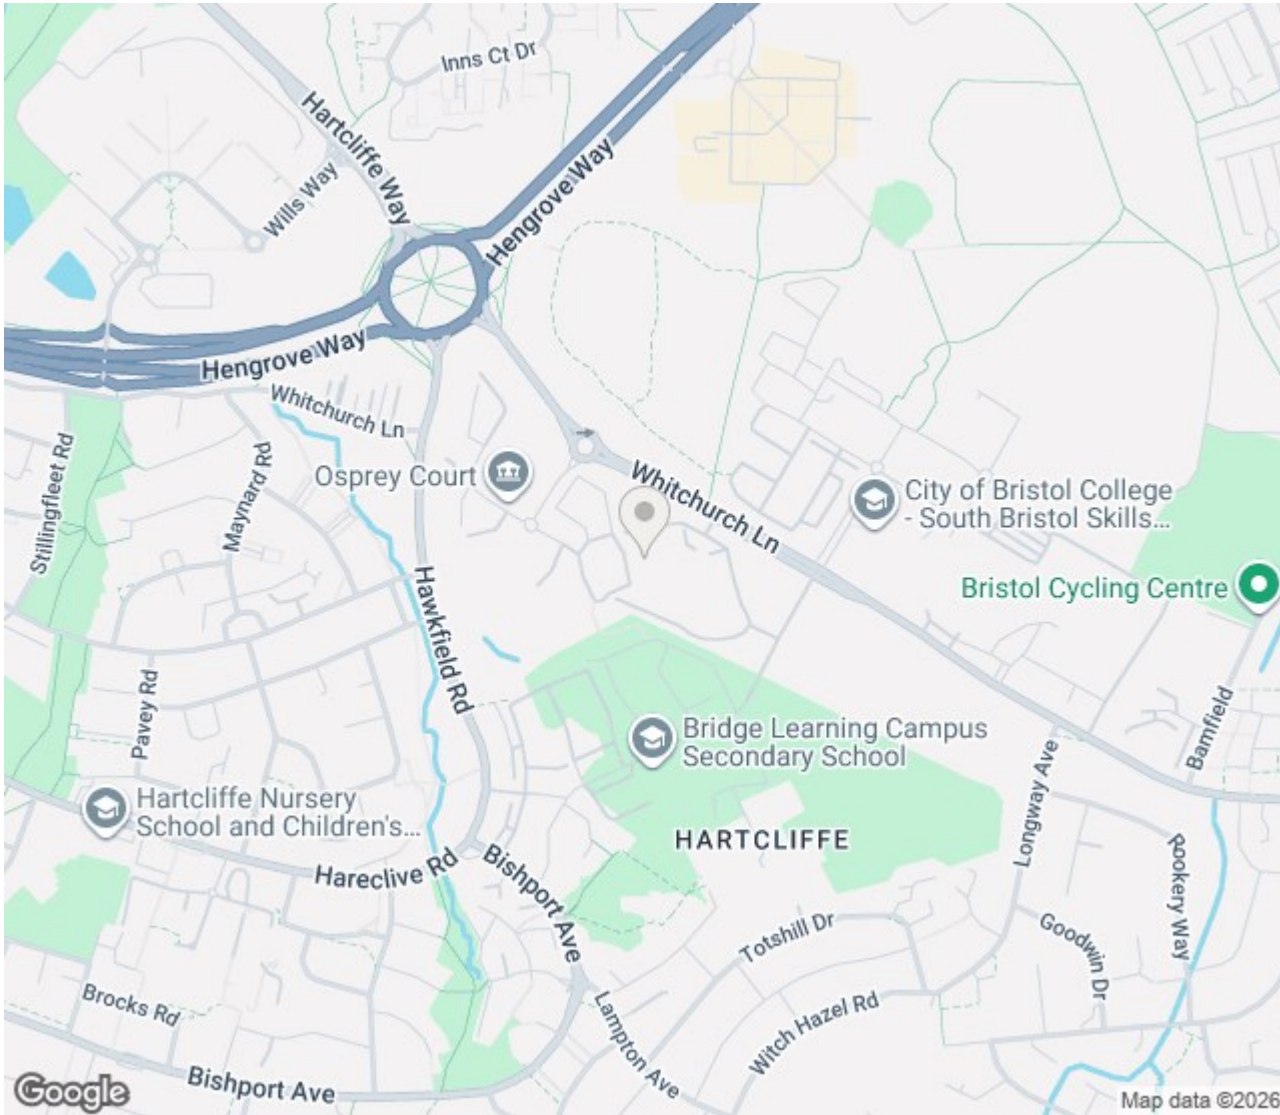 Inns Ct Dr
Hartcliffe Way
Wills Way
Hengrove Way
Hengrove Way
Whitchurch Ln
Stillingfleet Rd
Maynard Rd
Osprey Court
Whitchurch Ln
City of Bristol College
- South Bristol Skills...
Bristol Cycling Centre
Hawkfield Rd
Pavey Rd
Bamfield
Bridge Learning Campus
Secondary School
Hartcliffe Nursery
School and Children's...
Longway Ave
HARTCLIFFE
Rookery Way
Hareclive Rd
Bishport Ave
Totshill Dr
Goodwin Dr
Brocks Rd
Lampton Ave
Witch Hazel Rd
Bishport Ave
Google
Map data ©2026